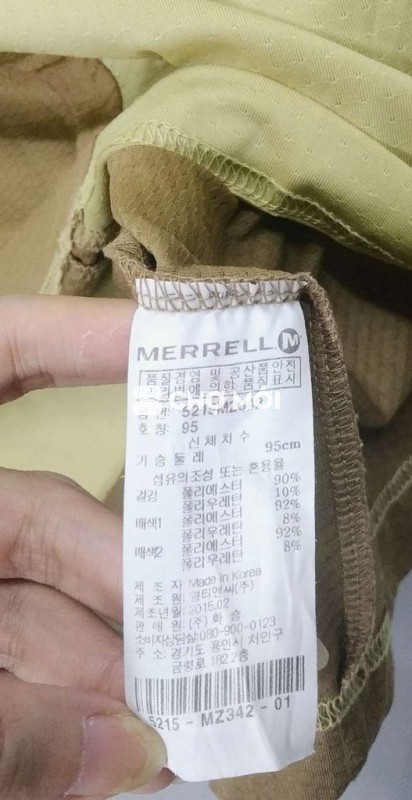 MERRELL M
품질경영 및 공산품안전
관리법에 의한 품질표시
CHỢ TỐT
호 칭: 95
신 체 치 수
가 슴 둘 레 95cm
섬유의조성 또는 혼용율
겉감 폴리에스터 90%
폴리우레탄 10%
배색1 폴리에스터 92%
폴리우레탄 8%
배색2 폴리에스터 92%
폴리우레탄 8%
제 조 자 Made in Korea
제 조 원:
제조년월: 2015.02
판 매 원: (주) 화 승
소비자상담실:080-900-0123
주 소: 경기도 용인시 처인구
금령로 182 2층
5215 - MZ342 - 01